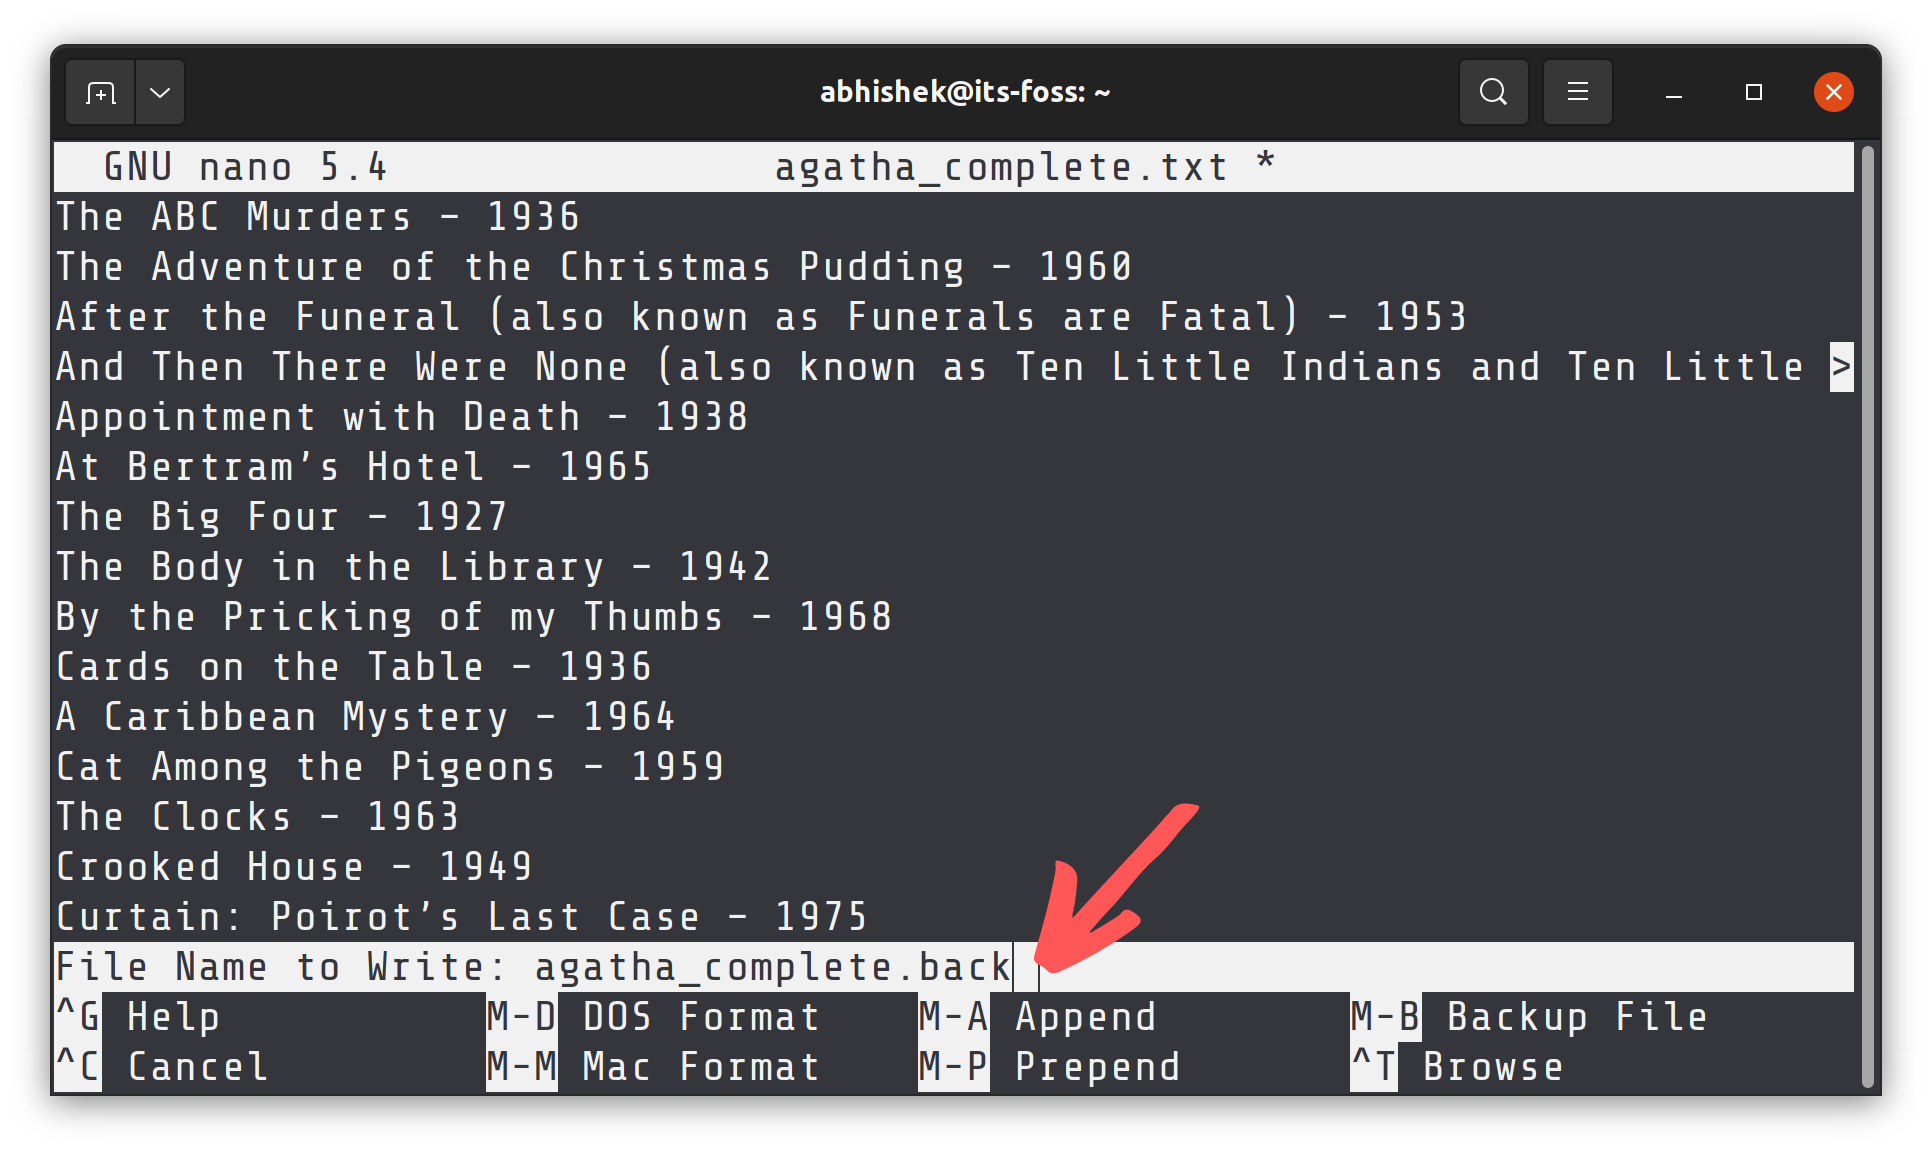 abhishek@its-foss: ~
GNU nano 5.4 agatha_complete.txt *
The ABC Murders – 1936
The Adventure of the Christmas Pudding – 1960
After the Funeral (also known as Funerals are Fatal) – 1953
And Then There Were None (also known as Ten Little Indians and Ten Little >
Appointment with Death – 1938
At Bertram’s Hotel – 1965
The Big Four – 1927
The Body in the Library – 1942
By the Pricking of my Thumbs – 1968
Cards on the Table – 1936
A Caribbean Mystery – 1964
Cat Among the Pigeons – 1959
The Clocks – 1963
Crooked House – 1949
Curtain: Poirot’s Last Case – 1975
File Name to Write: agatha_complete.back
^G Help M-D DOS Format M-A Append M-B Backup File
^C Cancel M-M Mac Format M-P Prepend ^T Browse